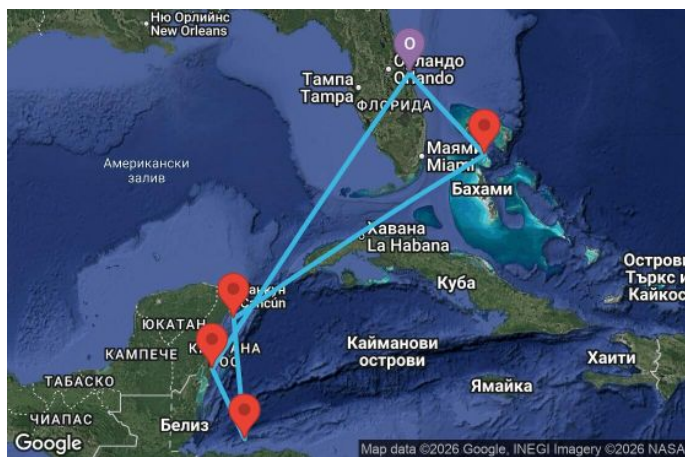 Ню Орлийнс
New Orleans
O
Орландо
Orlando
Тампа
Tampa
ФЛОРИДА
Американски
залив
Маями
Miami
Бахами
Хавана
La Habana
Острови
Търкс и
Кайкос
Cancún
Куба
ЮКАТАН
КАМПЕЧЕ
Кайманови
острови
Хаити
ТАБАСКО
Ямайка
ЧИАПАС
Белиз
Google
Map data ©2026 Google, INEGI Imagery ©2026 NASA